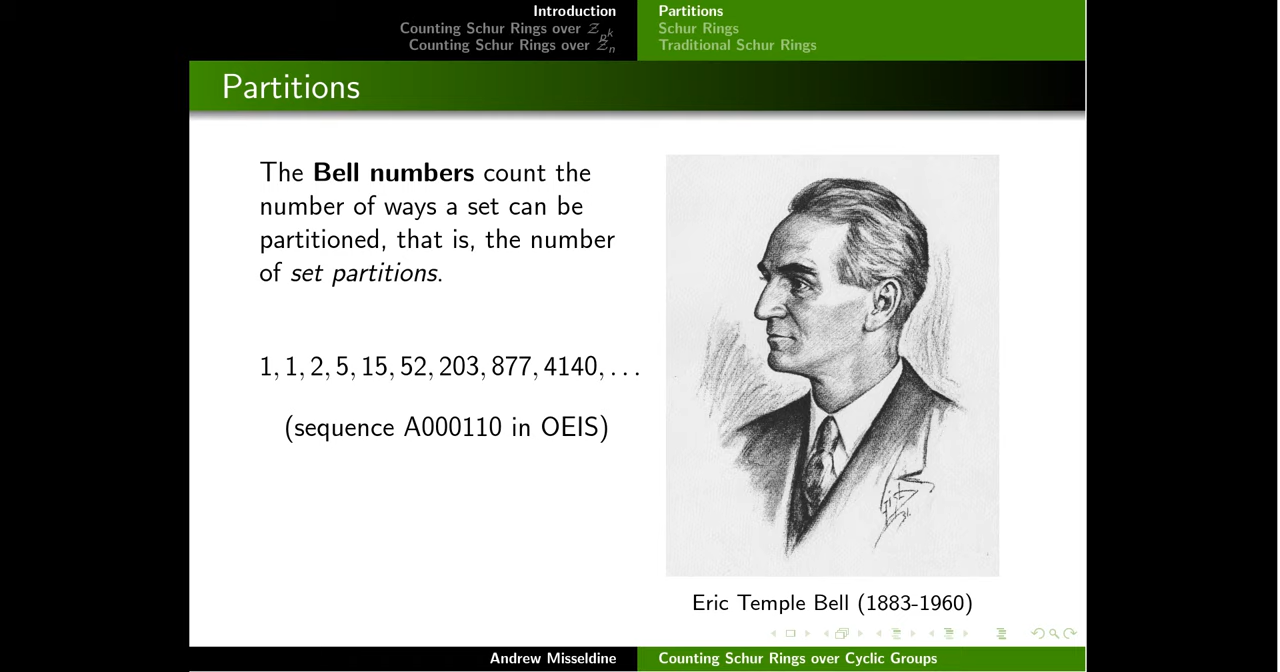 Introduction
Counting Schur Rings over ℤ_{p^k}
Counting Schur Rings over ℤ_n
Partitions
Schur Rings
Traditional Schur Rings
Partitions
The Bell numbers count the
number of ways a set can be
partitioned, that is, the number
of set partitions.
1, 1, 2, 5, 15, 52, 203, 877, 4140, . . .
(sequence A000110 in OEIS)
Eric Temple Bell (1883-1960)
Andrew Misseldine
Counting Schur Rings over Cyclic Groups